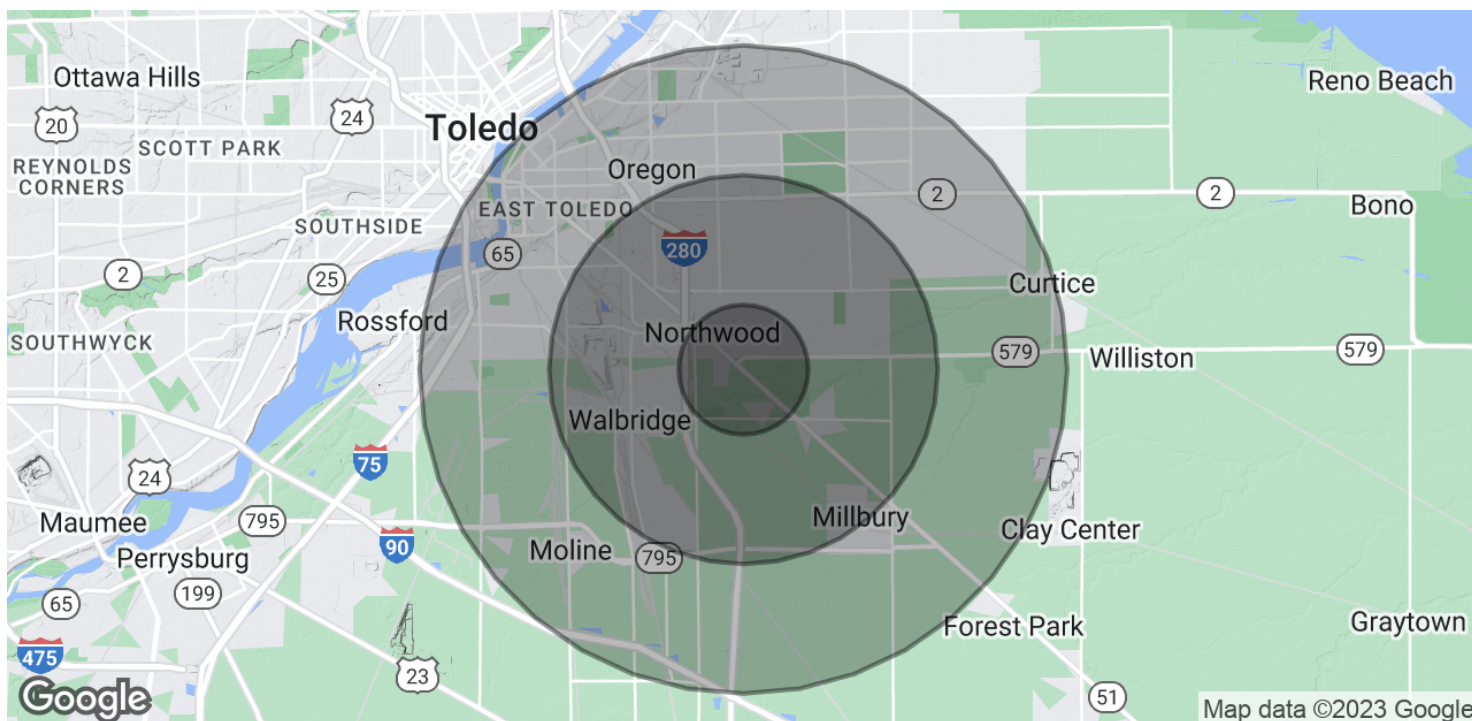 Ottawa Hills
Reno Beach
20
24
Toledo
SCOTT PARK
REYNOLDS
CORNERS
Oregon
2
2
EAST TOLEDO
Bono
SOUTHSIDE
65
280
2
25
Curtice
Rossford
Northwood
SOUTHWYCK
579
Williston
579
Walbridge
75
24
Millbury
Maumee
795
Clay Center
90
Moline
795
Perrysburg
199
65
Forest Park
Graytown
475
23
51
Google
Map data ©2023 Google